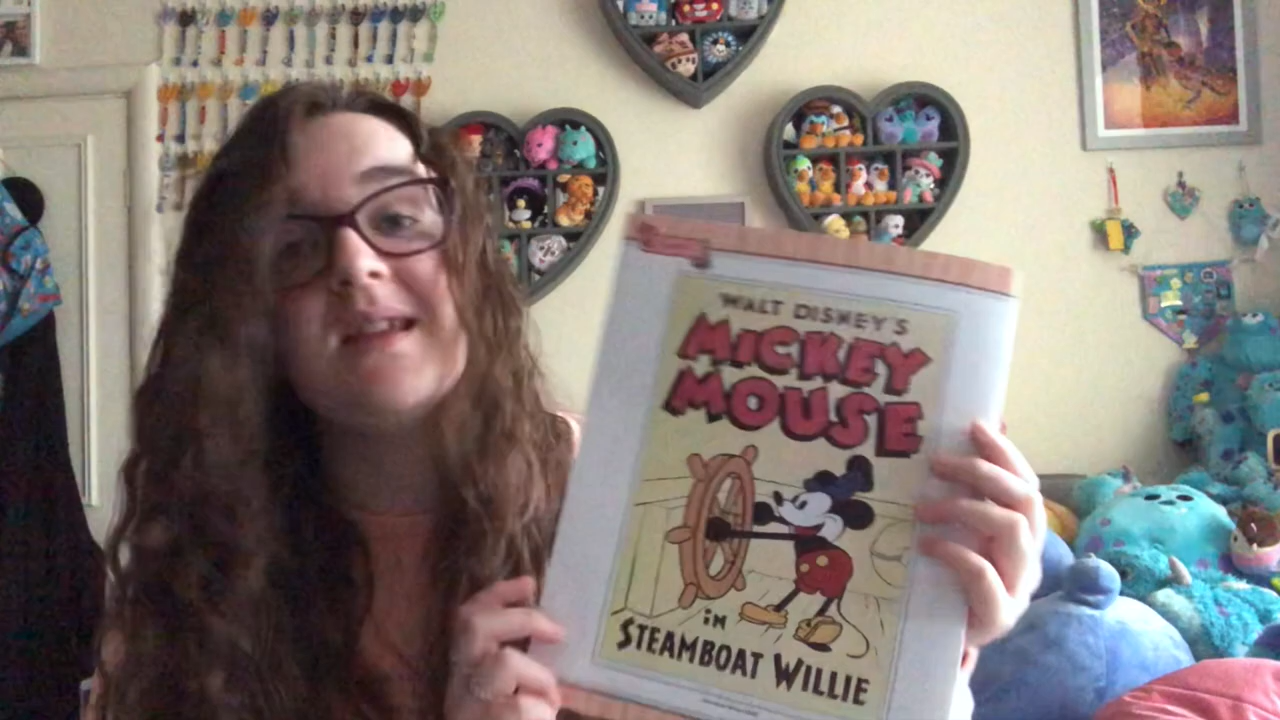 WALT DISNEY'S
MICKEY
MOUSE
in
STEAMBOAT WILLIE